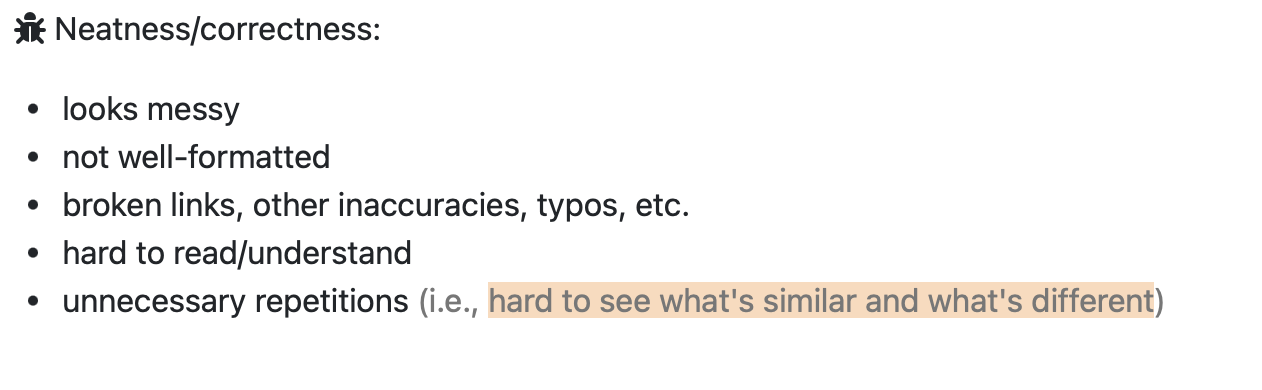 Neatness/correctness:
• looks messy
• not well-formatted
• broken links, other inaccuracies, typos, etc.
• hard to read/understand
• unnecessary repetitions (i.e., hard to see what's similar and what's different)